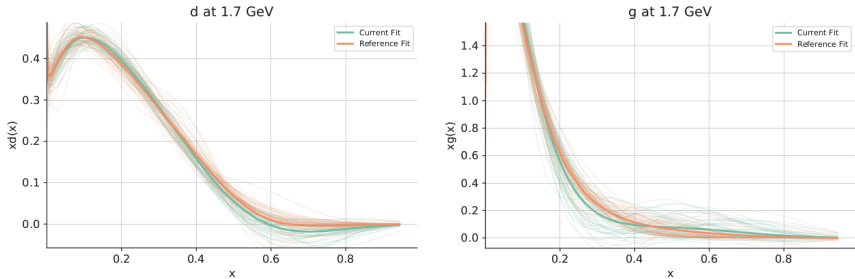 d at 1.7 GeV
Current Fit
Reference Fit
0.4
0.3
0.2
0.1
0.0
xd(x)
0.2
0.4
0.6
0.8
x
g at 1.7 GeV
Current Fit
Reference Fit
1.4
1.2
1.0
0.8
0.6
0.4
0.2
0.0
xg(x)
0.2
0.4
0.6
0.8
x